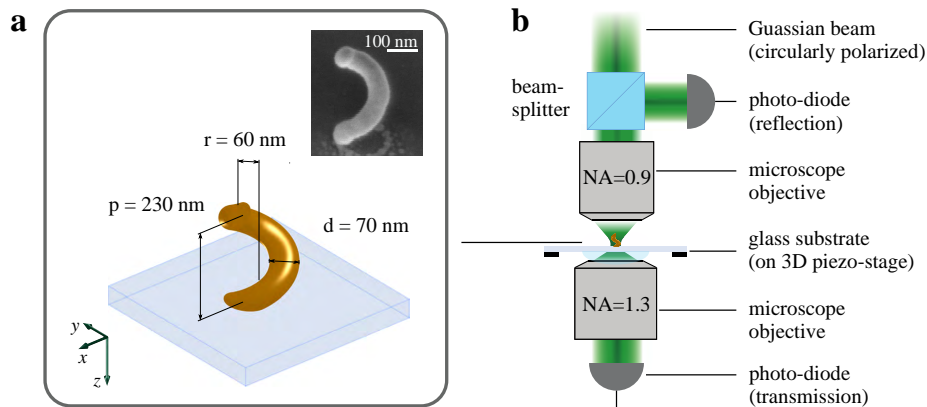 a
100 nm
r = 60 nm
p = 230 nm
d = 70 nm
y
x
z
b
Guassian beam
(circularly polarized)
beam-
splitter
photo-diode
(reflection)
NA=0.9
microscope
objective
glass substrate
(on 3D piezo-stage)
NA=1.3
microscope
objective
photo-diode
(transmission)